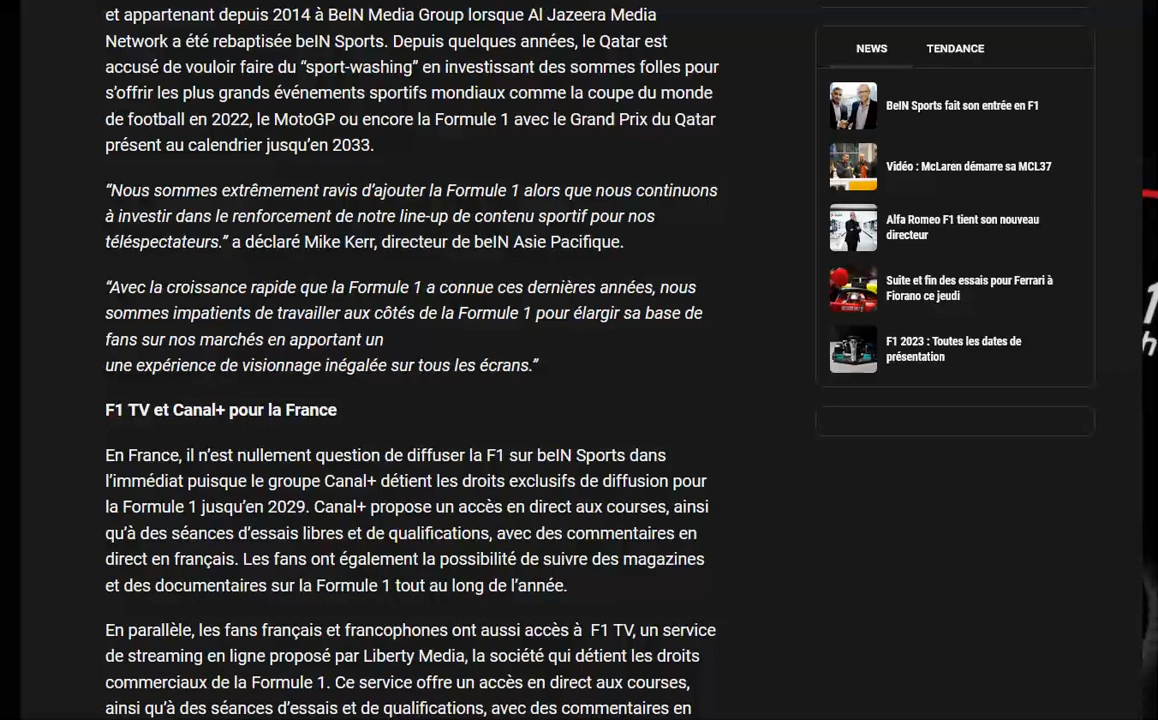 et appartenant depuis 2014 à BeIN Media Group lorsque Al Jazeera Media
Network a été rebaptisée beIN Sports. Depuis quelques années, le Qatar est
accusé de vouloir faire du “sport-washing” en investissant des sommes folles pour
s’offrir les plus grands événements sportifs mondiaux comme la coupe du monde
de football en 2022, le MotoGP ou encore la Formule 1 avec le Grand Prix du Qatar
présent au calendrier jusqu’en 2033.
“Nous sommes extrêmement ravis d’ajouter la Formule 1 alors que nous continuons
à investir dans le renforcement de notre line-up de contenu sportif pour nos
téléspectateurs.” a déclaré Mike Kerr, directeur de beIN Asie Pacifique.
“Avec la croissance rapide que la Formule 1 a connue ces dernières années, nous
sommes impatients de travailler aux côtés de la Formule 1 pour élargir sa base de
fans sur nos marchés en apportant un
une expérience de visionnage inégalée sur tous les écrans.”
F1 TV et Canal+ pour la France
En France, il n’est nullement question de diffuser la F1 sur beIN Sports dans
l’immédiat puisque le groupe Canal+ détient les droits exclusifs de diffusion pour
la Formule 1 jusqu’en 2029. Canal+ propose un accès en direct aux courses, ainsi
qu’à des séances d’essais libres et de qualifications, avec des commentaires en
direct en français. Les fans ont également la possibilité de suivre des magazines
et des documentaires sur la Formule 1 tout au long de l’année.
En parallèle, les fans français et francophones ont aussi accès à  F1 TV, un service
de streaming en ligne proposé par Liberty Media, la société qui détient les droits
commerciaux de la Formule 1. Ce service offre un accès en direct aux courses,
ainsi qu’à des séances d’essais et de qualifications, avec des commentaires en
NEWS TENDANCE
BeIN Sports fait son entrée en F1
Vidéo : McLaren démarre sa MCL37
Alfa Romeo F1 tient son nouveau
directeur
Suite et fin des essais pour Ferrari à
Fiorano ce jeudi
F1 2023 : Toutes les dates de
présentation